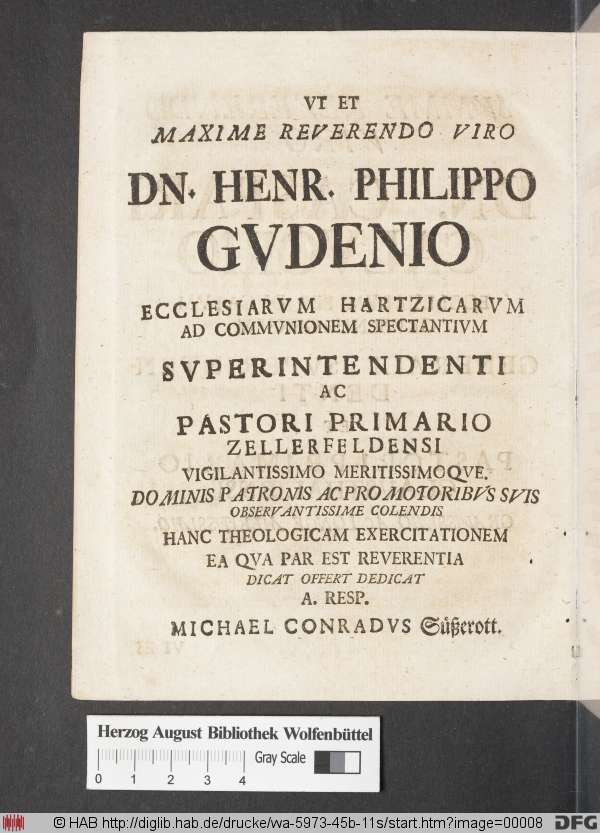 VT ET
MAXIME REVERENDO VIRO
DN. HENR. PHILIPPO
GVDENIO
ECCLESIARVM HARTZICARVM
AD COMMVNIONEM SPECTANTIVM
SVPERINTENDENTI
AC
PASTORI PRIMARIO
ZELLERFELDENSI
VIGILANTISSIMO MERITISSIMOQVE.
DOMINIS PATRONIS AC PROMOTORIBVS SVIS
OBSERVANTISSIME COLENDIS
HANC THEOLOGICAM EXERCITATIONEM
EA QVA PAR EST REVERENTIA
DICAT OFFERT DEDICAT
A. RESP.
MICHAEL CONRADVS Süßerott.
Herzog August Bibliothek Wolfenbüttel
Gray Scale
0 1 2 3 4
© HAB http://diglib.hab.de/drucke/wa-5973-45b-11s/start.htm?image=00008
DFG